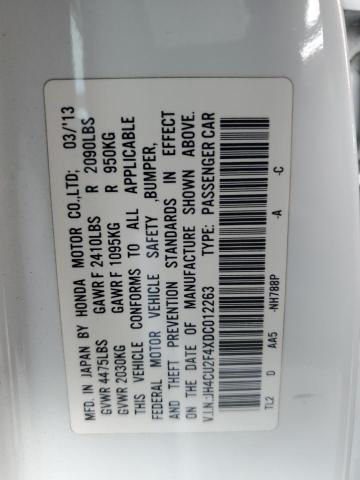 MFD. IN JAPAN BY HONDA MOTOR CO.,LTD; 03/'13
GVWR 4475LBS GAWR F 2410LBS R 2090LBS
GVWR 2030KG GAWR F 1095KG R 950KG
THIS VEHICLE CONFORMS TO ALL APPLICABLE
FEDERAL MOTOR VEHICLE SAFETY ,BUMPER,
AND THEFT PREVENTION STANDARDS IN EFFECT
ON THE DATE OF MANUFACTURE SHOWN ABOVE.
V.I.N.:JH4CU2F4XDC012263 TYPE: PASSENGER CAR
TL2 D AA5 -NH788P -A -C